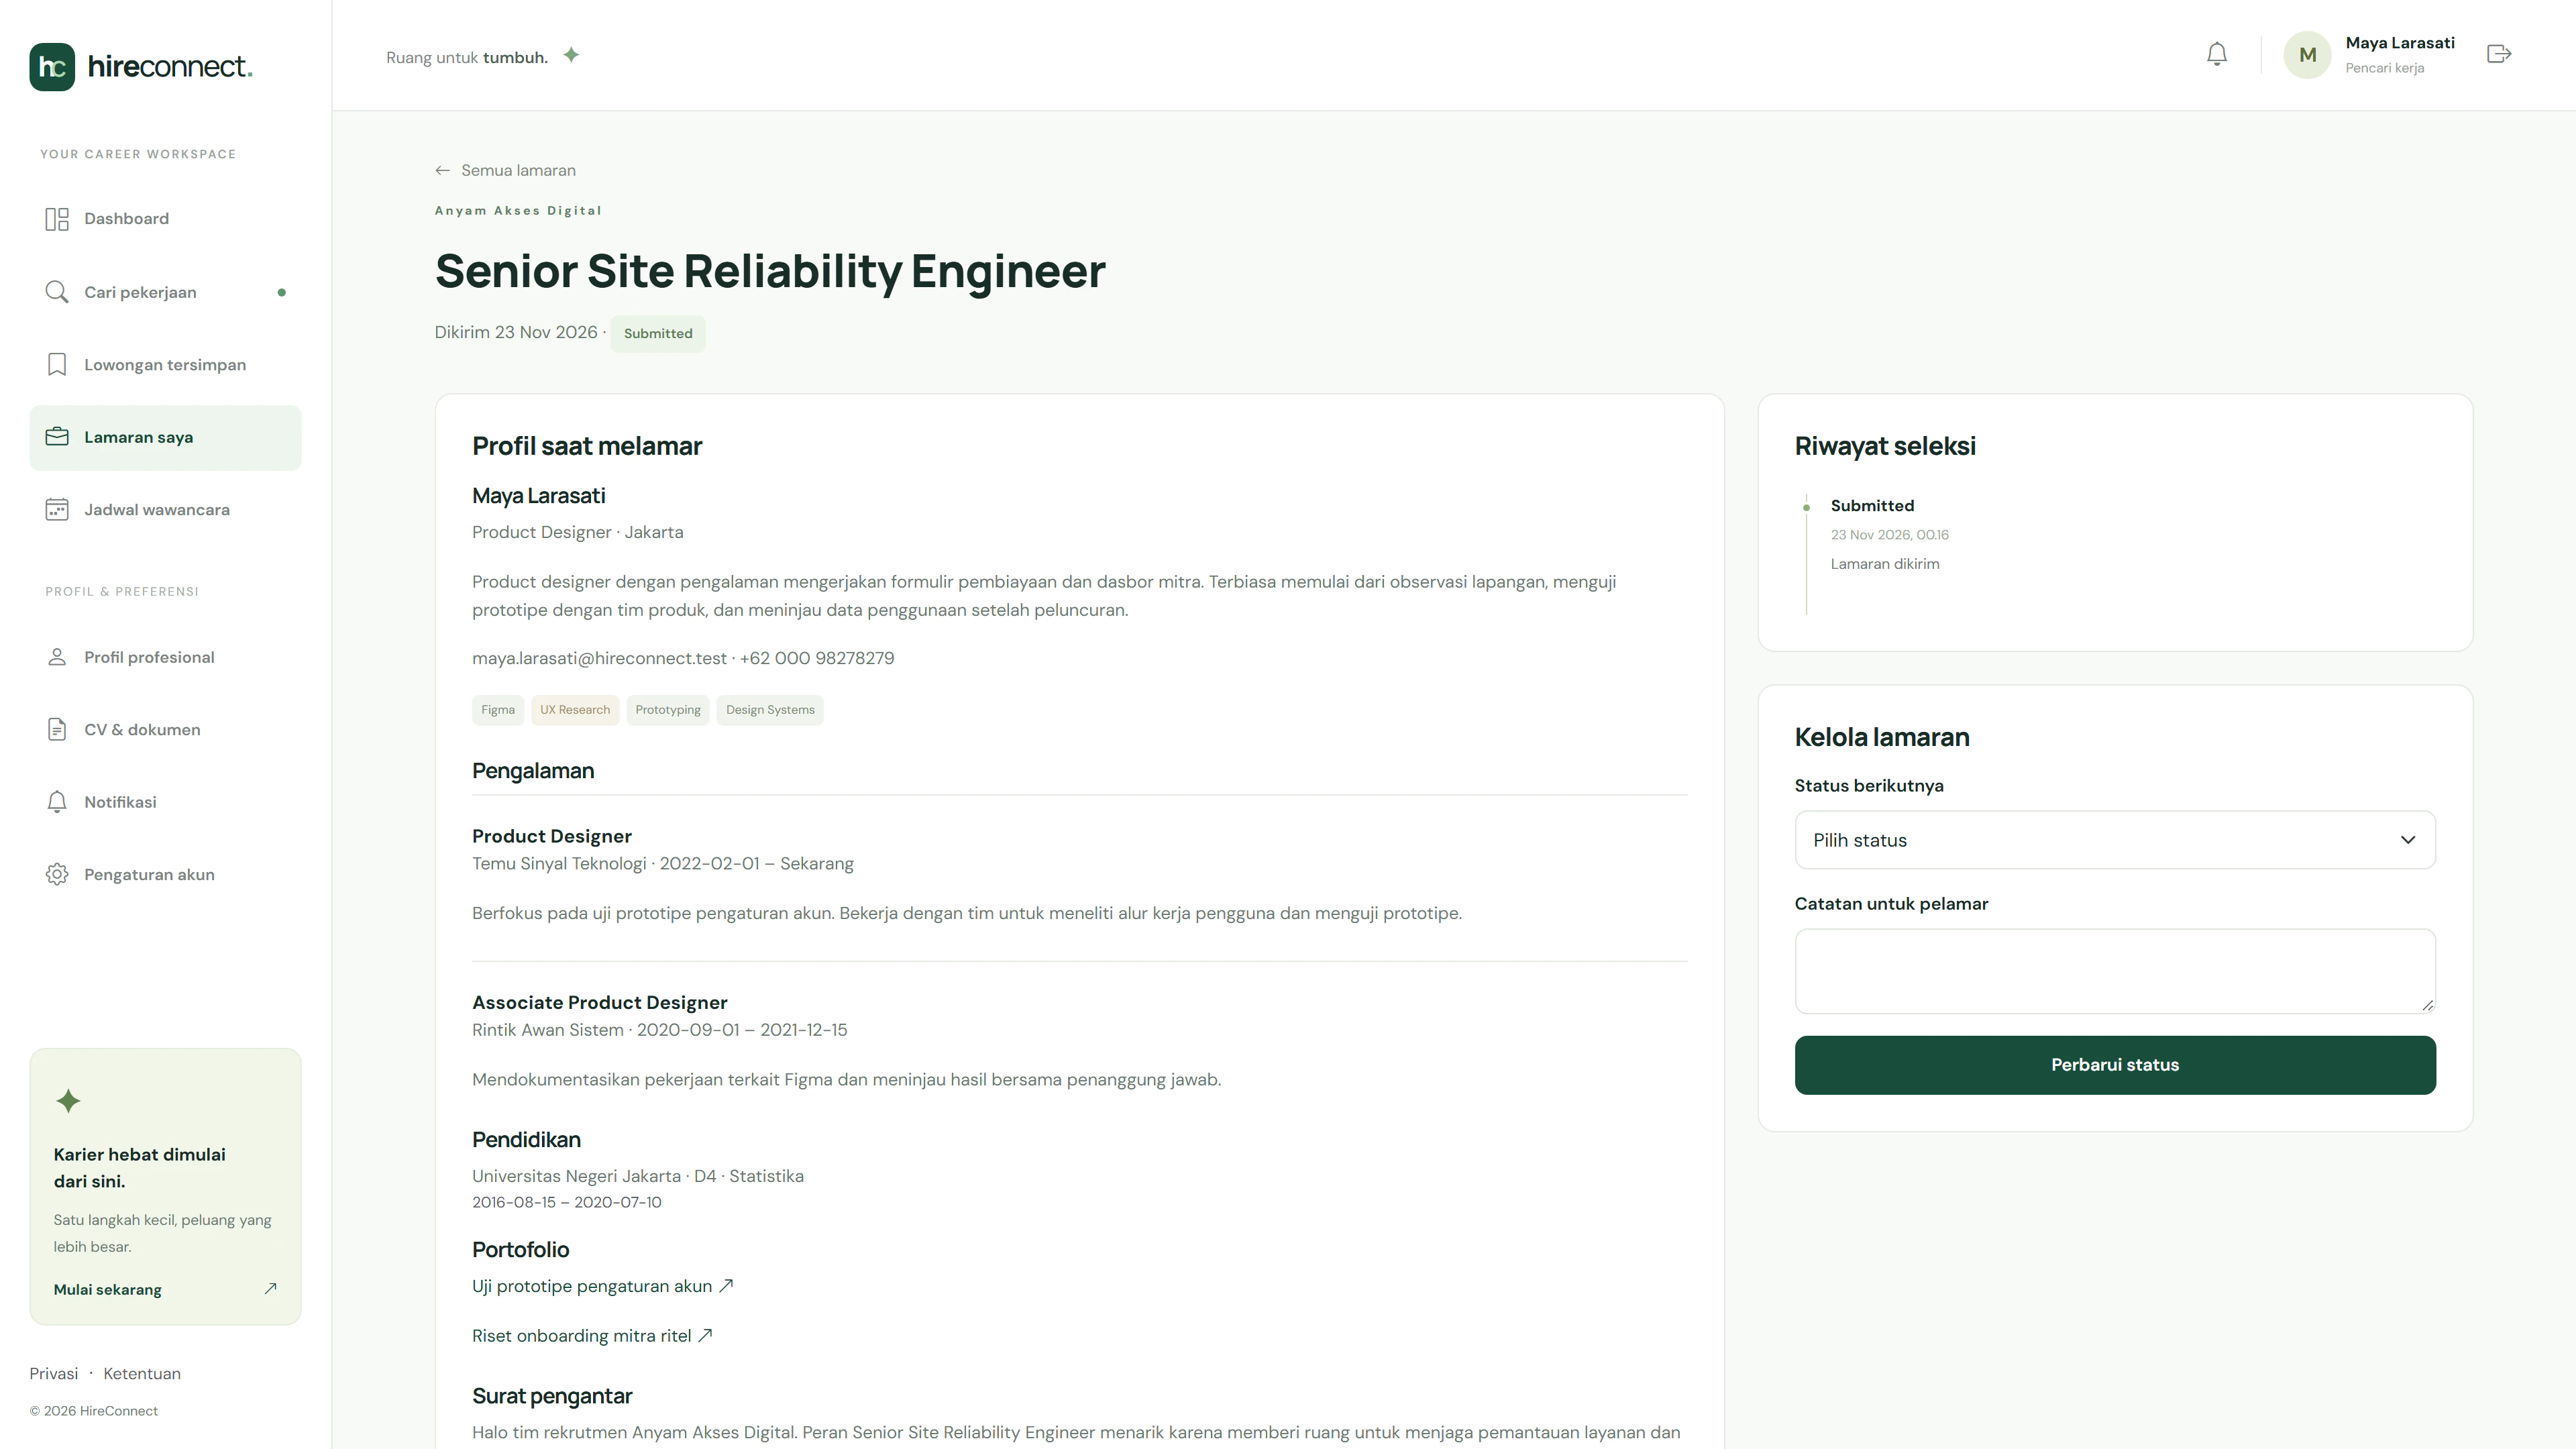 hc hireconnect.
YOUR CAREER WORKSPACE
Dashboard
Cari pekerjaan
Lowongan tersimpan
Lamaran saya
Jadwal wawancara
PROFIL & PREFERENSI
Profil profesional
CV & dokumen
Notifikasi
Pengaturan akun
Karier hebat dimulai
dari sini.
Satu langkah kecil, peluang yang
lebih besar.
Mulai sekarang
Privasi · Ketentuan
© 2026 HireConnect
Ruang untuk tumbuh.
M
Maya Larasati
Pencari kerja
Semua lamaran
Anyam Akses Digital
Senior Site Reliability Engineer
Dikirim 23 Nov 2026 · Submitted
Profil saat melamar
Maya Larasati
Product Designer · Jakarta
Product designer dengan pengalaman mengerjakan formulir pembiayaan dan dasbor mitra. Terbiasa memulai dari observasi lapangan, menguji
prototipe dengan tim produk, dan meninjau data penggunaan setelah peluncuran.
maya.larasati@hireconnect.test · +62 000 98278279
Figma UX Research Prototyping Design Systems
Pengalaman
Product Designer
Temu Sinyal Teknologi · 2022-02-01 – Sekarang
Berfokus pada uji prototipe pengaturan akun. Bekerja dengan tim untuk meneliti alur kerja pengguna dan menguji prototipe.
Associate Product Designer
Rintik Awan Sistem · 2020-09-01 – 2021-12-15
Mendokumentasikan pekerjaan terkait Figma dan meninjau hasil bersama penanggung jawab.
Pendidikan
Universitas Negeri Jakarta · D4 · Statistika
2016-08-15 – 2020-07-10
Portofolio
Uji prototipe pengaturan akun
Riset onboarding mitra ritel
Surat pengantar
Halo tim rekrutmen Anyam Akses Digital. Peran Senior Site Reliability Engineer menarik karena memberi ruang untuk menjaga pemantauan layanan dan
Riwayat seleksi
Submitted
23 Nov 2026, 00.16
Lamaran dikirim
Kelola lamaran
Status berikutnya
Pilih status
Catatan untuk pelamar
Perbarui status